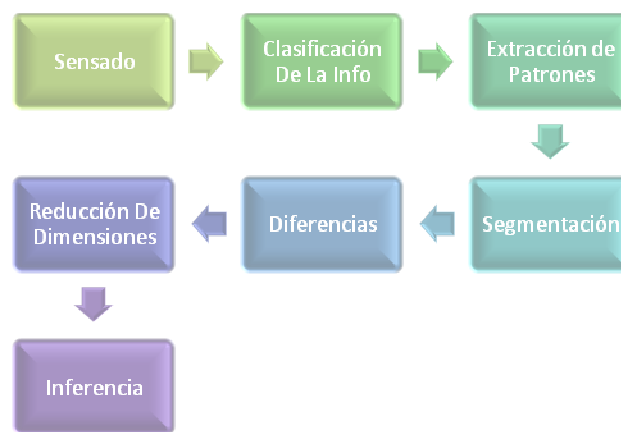 Sensado
Clasificación
De La Info
Extracción de
Patrones
Segmentación
Diferencias
Reducción De
Dimensiones
Inferencia